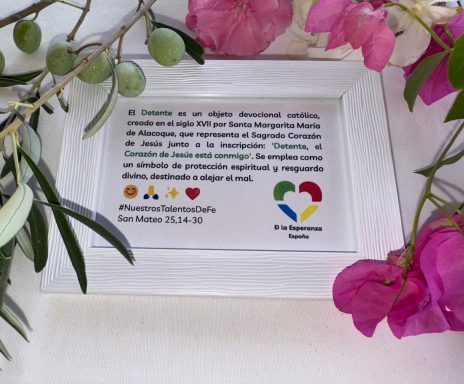 El Detente es un objeto devocional católico,
creado en el siglo XVII por Santa Margarita María
de Alacoque, que representa el Sagrado Corazón
de Jesús junto a la inscripción: 'Detente, el
Corazón de Jesús está conmigo'. Se emplea como
un símbolo de protección espiritual y resguardo
divino, destinado a alejar el mal.
😊 🙏 ✨ ❤️
#NuestrosTalentosDeFe
San Mateo 25,14-30
D la Esperanza
España